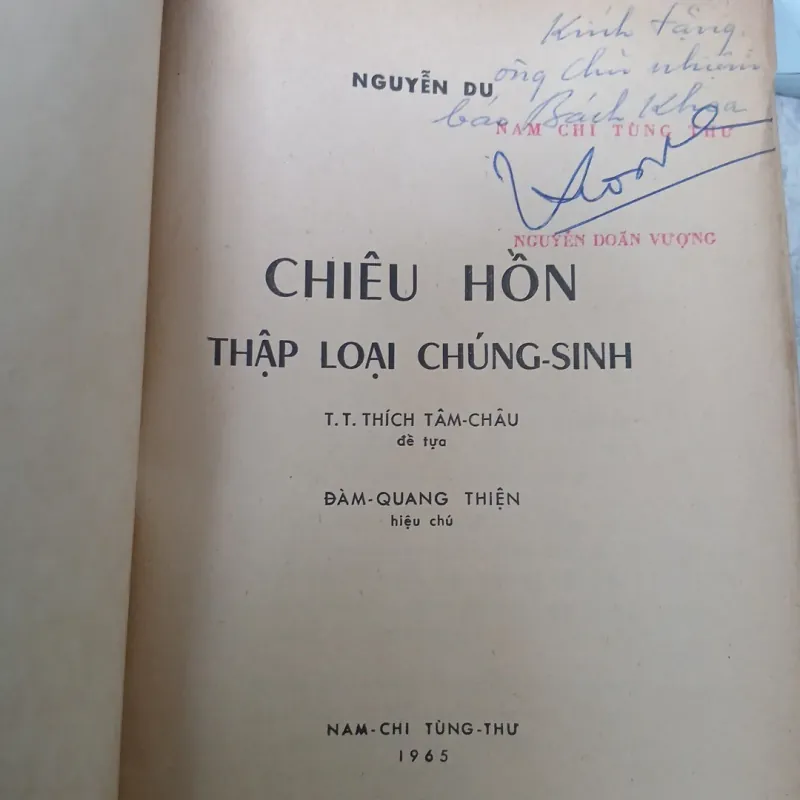 Kính tặng
ông chủ nhiệm
báo Bách Khoa
NGUYỄN DU
NAM CHI TÙNG THƯ
NGUYỄN DOÃN VƯỢNG
CHIÊU HỒN
THẬP LOẠI CHÚNG-SINH
T.T. THÍCH TÂM-CHÂU
đề tựa
ĐÀM-QUANG THIỆN
hiệu chú
NAM-CHI TÙNG-THƯ
1965